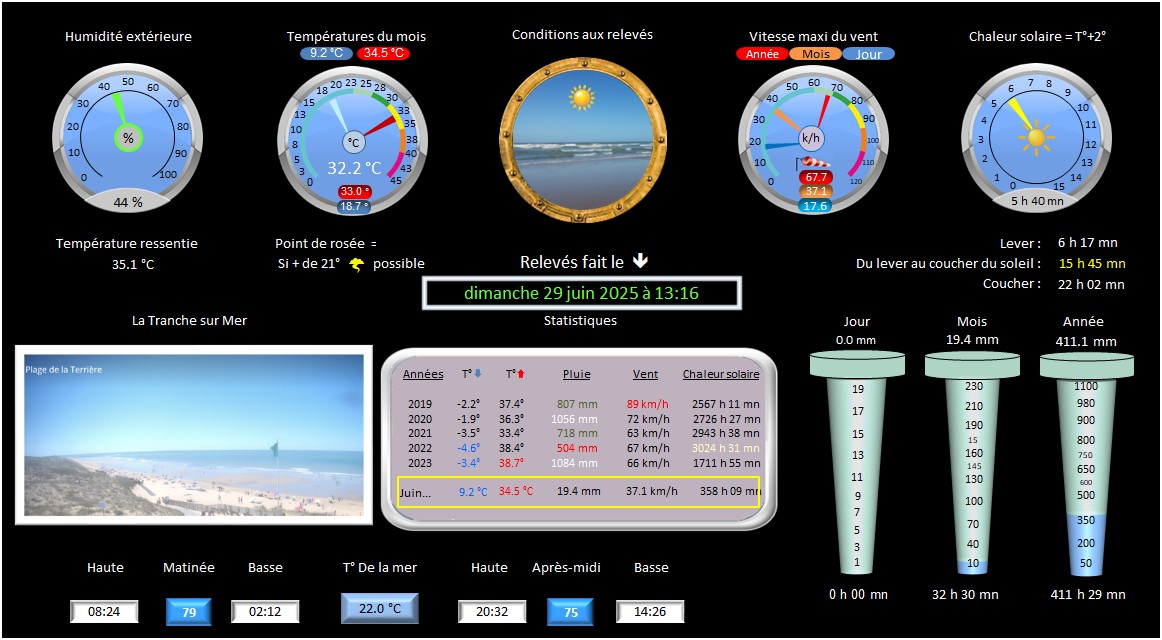 Humidité extérieure
Températures du mois
9.2 °C 34.5 °C
Conditions aux relevés
Vitesse maxi du vent
Année Mois Jour
Chaleur solaire = T°+2°
0 10 20 30 40 50 60 70 80 90 100
%
44 %
0 3 5 8 10 13 15 18 20 23 25 28 30 33 35 38 40 43 45
°C
32.2 °C
33.0 °
18.7 °
0 10 20 30 40 50 60 70 80 90 100 110 120
k/h
67.7
37.1
17.6
0 1 2 3 4 5 6 7 8 9 10 11 12 13 14 15
5 h 40 mn
Température ressentie
35.1 °C
Point de rosée =
Si + de 21° possible
Relevés fait le
dimanche 29 juin 2025 à 13:16
Lever : 6 h 17 mn
Du lever au coucher du soleil : 15 h 45 mn
Coucher : 22 h 02 mn
La Tranche sur Mer
Plage de la Terrière
Statistiques
Années T° T° Pluie Vent Chaleur solaire
2019 -2.2° 37.4° 807 mm 89 km/h 2567 h 11 mn
2020 -1.9° 36.3° 1056 mm 72 km/h 2726 h 27 mn
2021 -3.5° 33.4° 718 mm 63 km/h 2943 h 38 mn
2022 -4.6° 38.4° 504 mm 67 km/h 3024 h 31 mn
2023 -3.4° 38.7° 1084 mm 66 km/h 1711 h 55 mn
Juin... 9.2 °C 34.5 °C 19.4 mm 37.1 km/h 358 h 09 mn
Jour
0.0 mm
19
17
15
13
11
9
7
5
3
1
0 h 00 mn
Mois
19.4 mm
230
210
190
15
160
145
130
100
70
40
10
32 h 30 mn
Année
411.1 mm
1100
980
900
800
750
650
600
500
350
200
50
411 h 29 mn
Haute Matinée Basse T° De la mer Haute Après-midi Basse
08:24 79 02:12 22.0 °C 20:32 75 14:26